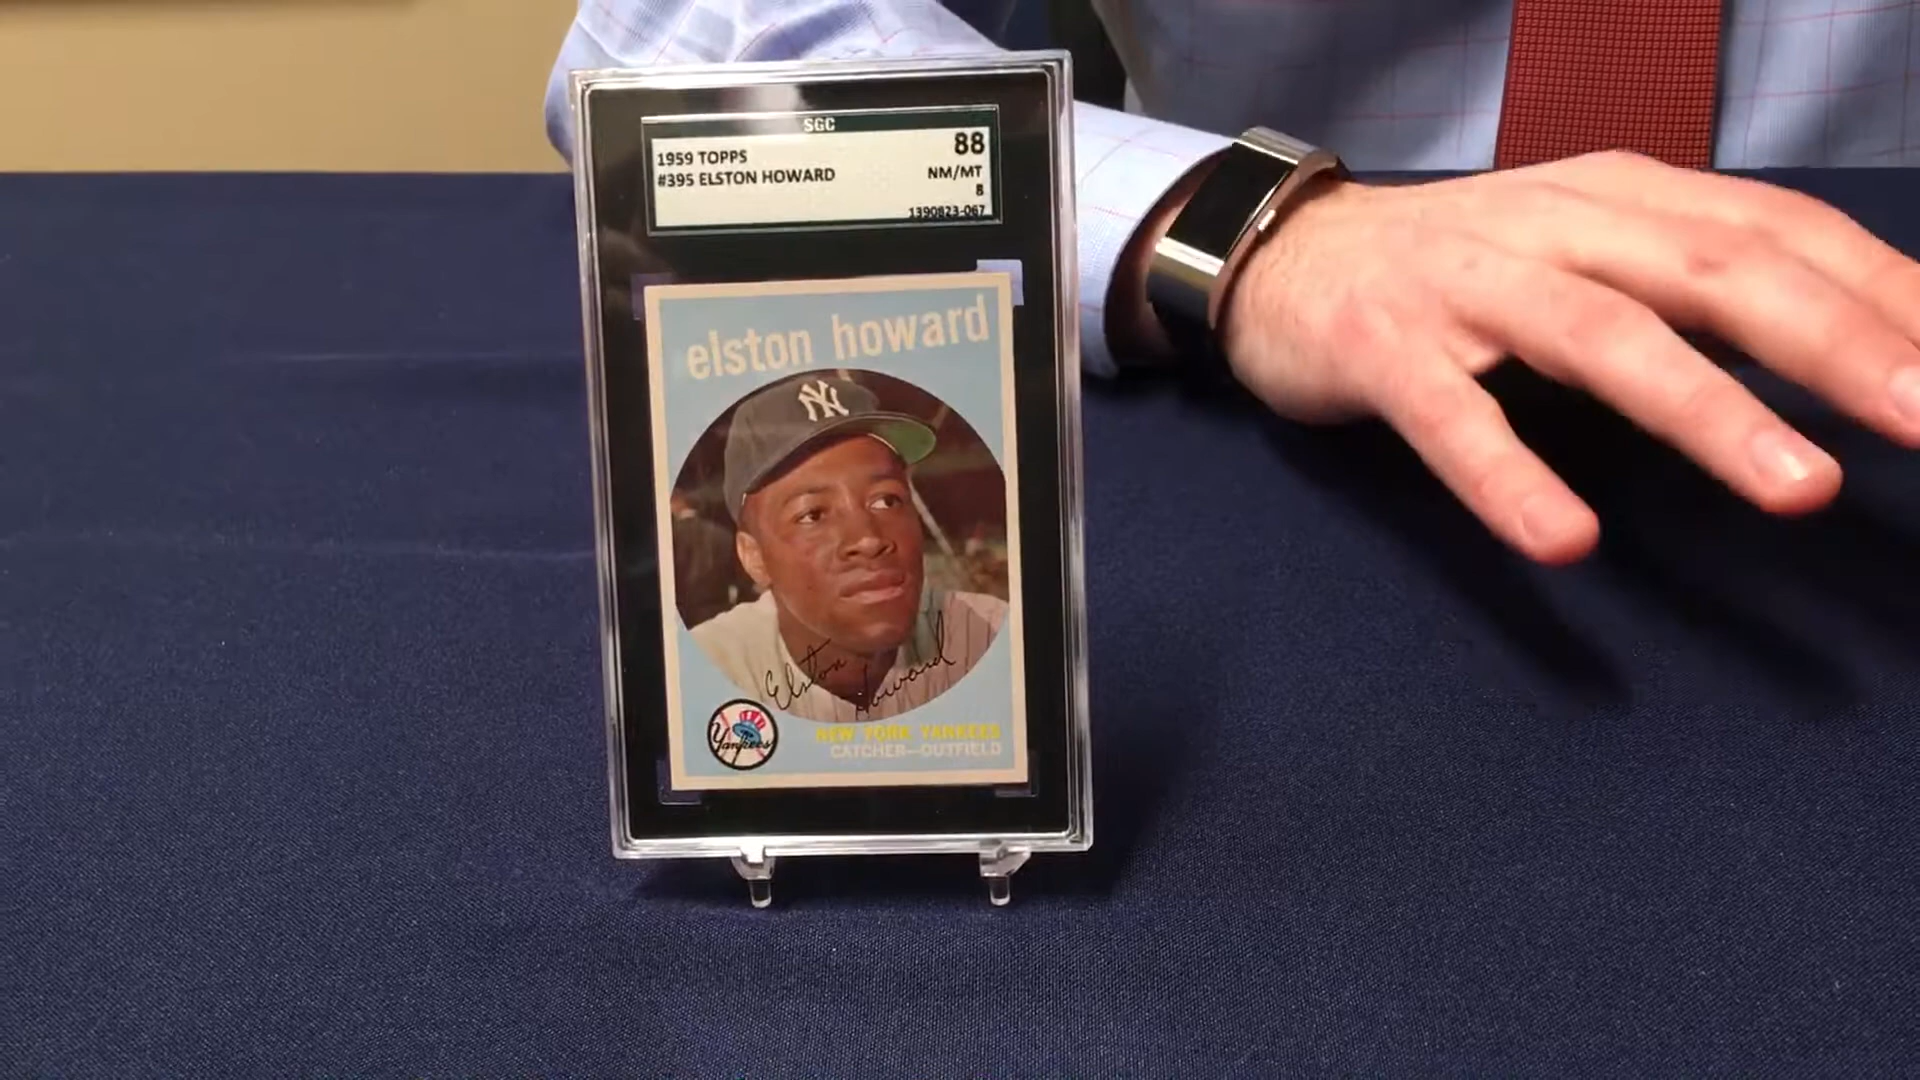 SGC
1959 TOPPS
88
#395 ELSTON HOWARD
NM/MT
8
1390823-067
elston howard
NY
Elston Howard
Yankees
NEW YORK YANKEES
CATCHER—OUTFIELD